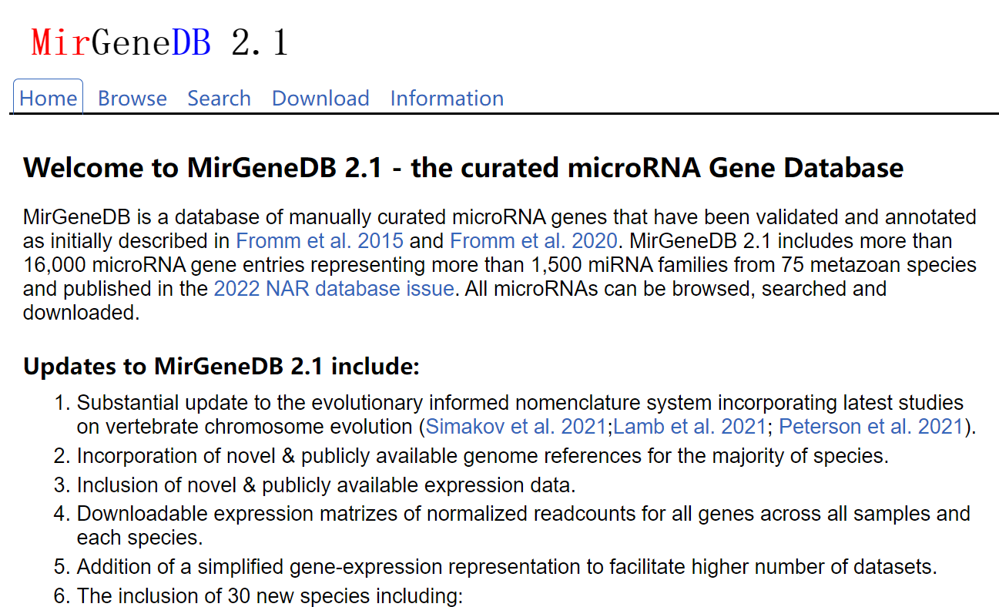 MirGeneDB 2.1
Home Browse Search Download Information
Welcome to MirGeneDB 2.1 - the curated microRNA Gene Database
MirGeneDB is a database of manually curated microRNA genes that have been validated and annotated
as initially described in Fromm et al. 2015 and Fromm et al. 2020. MirGeneDB 2.1 includes more than
16,000 microRNA gene entries representing more than 1,500 miRNA families from 75 metazoan species
and published in the 2022 NAR database issue. All microRNAs can be browsed, searched and
downloaded.
Updates to MirGeneDB 2.1 include:
1. Substantial update to the evolutionary informed nomenclature system incorporating latest studies
on vertebrate chromosome evolution (Simakov et al. 2021;Lamb et al. 2021; Peterson et al. 2021).
2. Incorporation of novel & publicly available genome references for the majority of species.
3. Inclusion of novel & publicly available expression data.
4. Downloadable expression matrizes of normalized readcounts for all genes across all samples and
each species.
5. Addition of a simplified gene-expression representation to facilitate higher number of datasets.
6. The inclusion of 30 new species including: